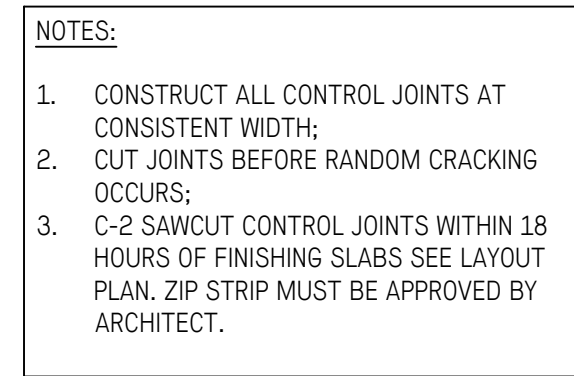 NOTES:
1. CONSTRUCT ALL CONTROL JOINTS AT
CONSISTENT WIDTH;
2. CUT JOINTS BEFORE RANDOM CRACKING
OCCURS;
3. C-2 SAWCUT CONTROL JOINTS WITHIN 18
HOURS OF FINISHING SLABS SEE LAYOUT
PLAN. ZIP STRIP MUST BE APPROVED BY
ARCHITECT.